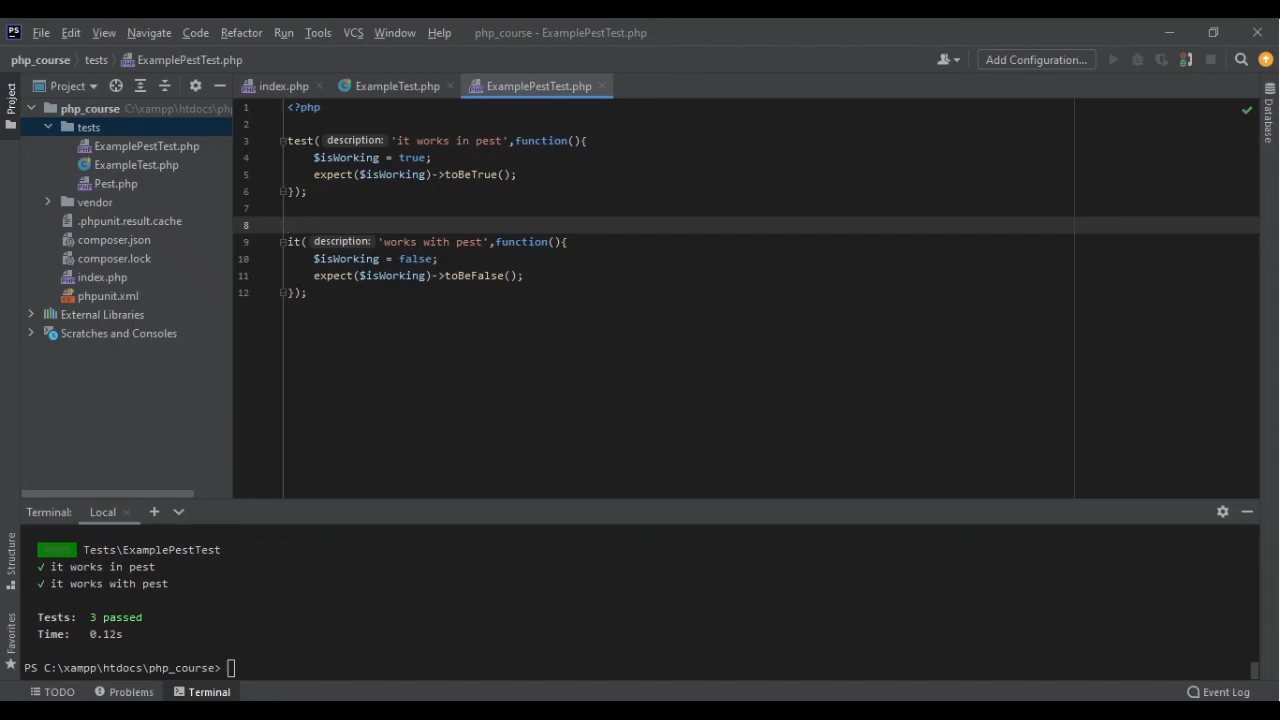 PS File Edit View Navigate Code Refactor Run Tools VCS Window Help php_course - ExamplePestTest.php
php_course tests ExamplePestTest.php Add Configuration...
Project index.php ExampleTest.php ExamplePestTest.php
Project
Database
php_course C:\xampp\htdocs\php
tests
ExamplePestTest.php
ExampleTest.php
Pest.php
vendor
.phpunit.result.cache
composer.json
composer.lock
index.php
phpunit.xml
External Libraries
Scratches and Consoles
1 <?php
2
3 test( description: 'it works in pest',function(){
4 $isWorking = true;
5 expect($isWorking)->toBeTrue();
6 });
7
8
9 it( description: 'works with pest',function(){
10 $isWorking = false;
11 expect($isWorking)->toBeFalse();
12 });
Terminal: Local
Structure
Favorites
Tests\ExamplePestTest
✓ it works in pest
✓ it works with pest
Tests: 3 passed
Time: 0.12s
PS C:\xampp\htdocs\php_course>
TODO Problems Terminal Event Log